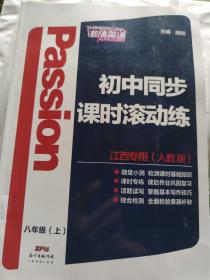 Passion
主编
初中同步
课时滚动练
江西专用（人教版）
随堂小测 检测课时基础知识
课时专练 课后作业巩固复习
话题读写 掌握基本写作技巧
综合检测 全面检验查漏补缺
八年级（上）